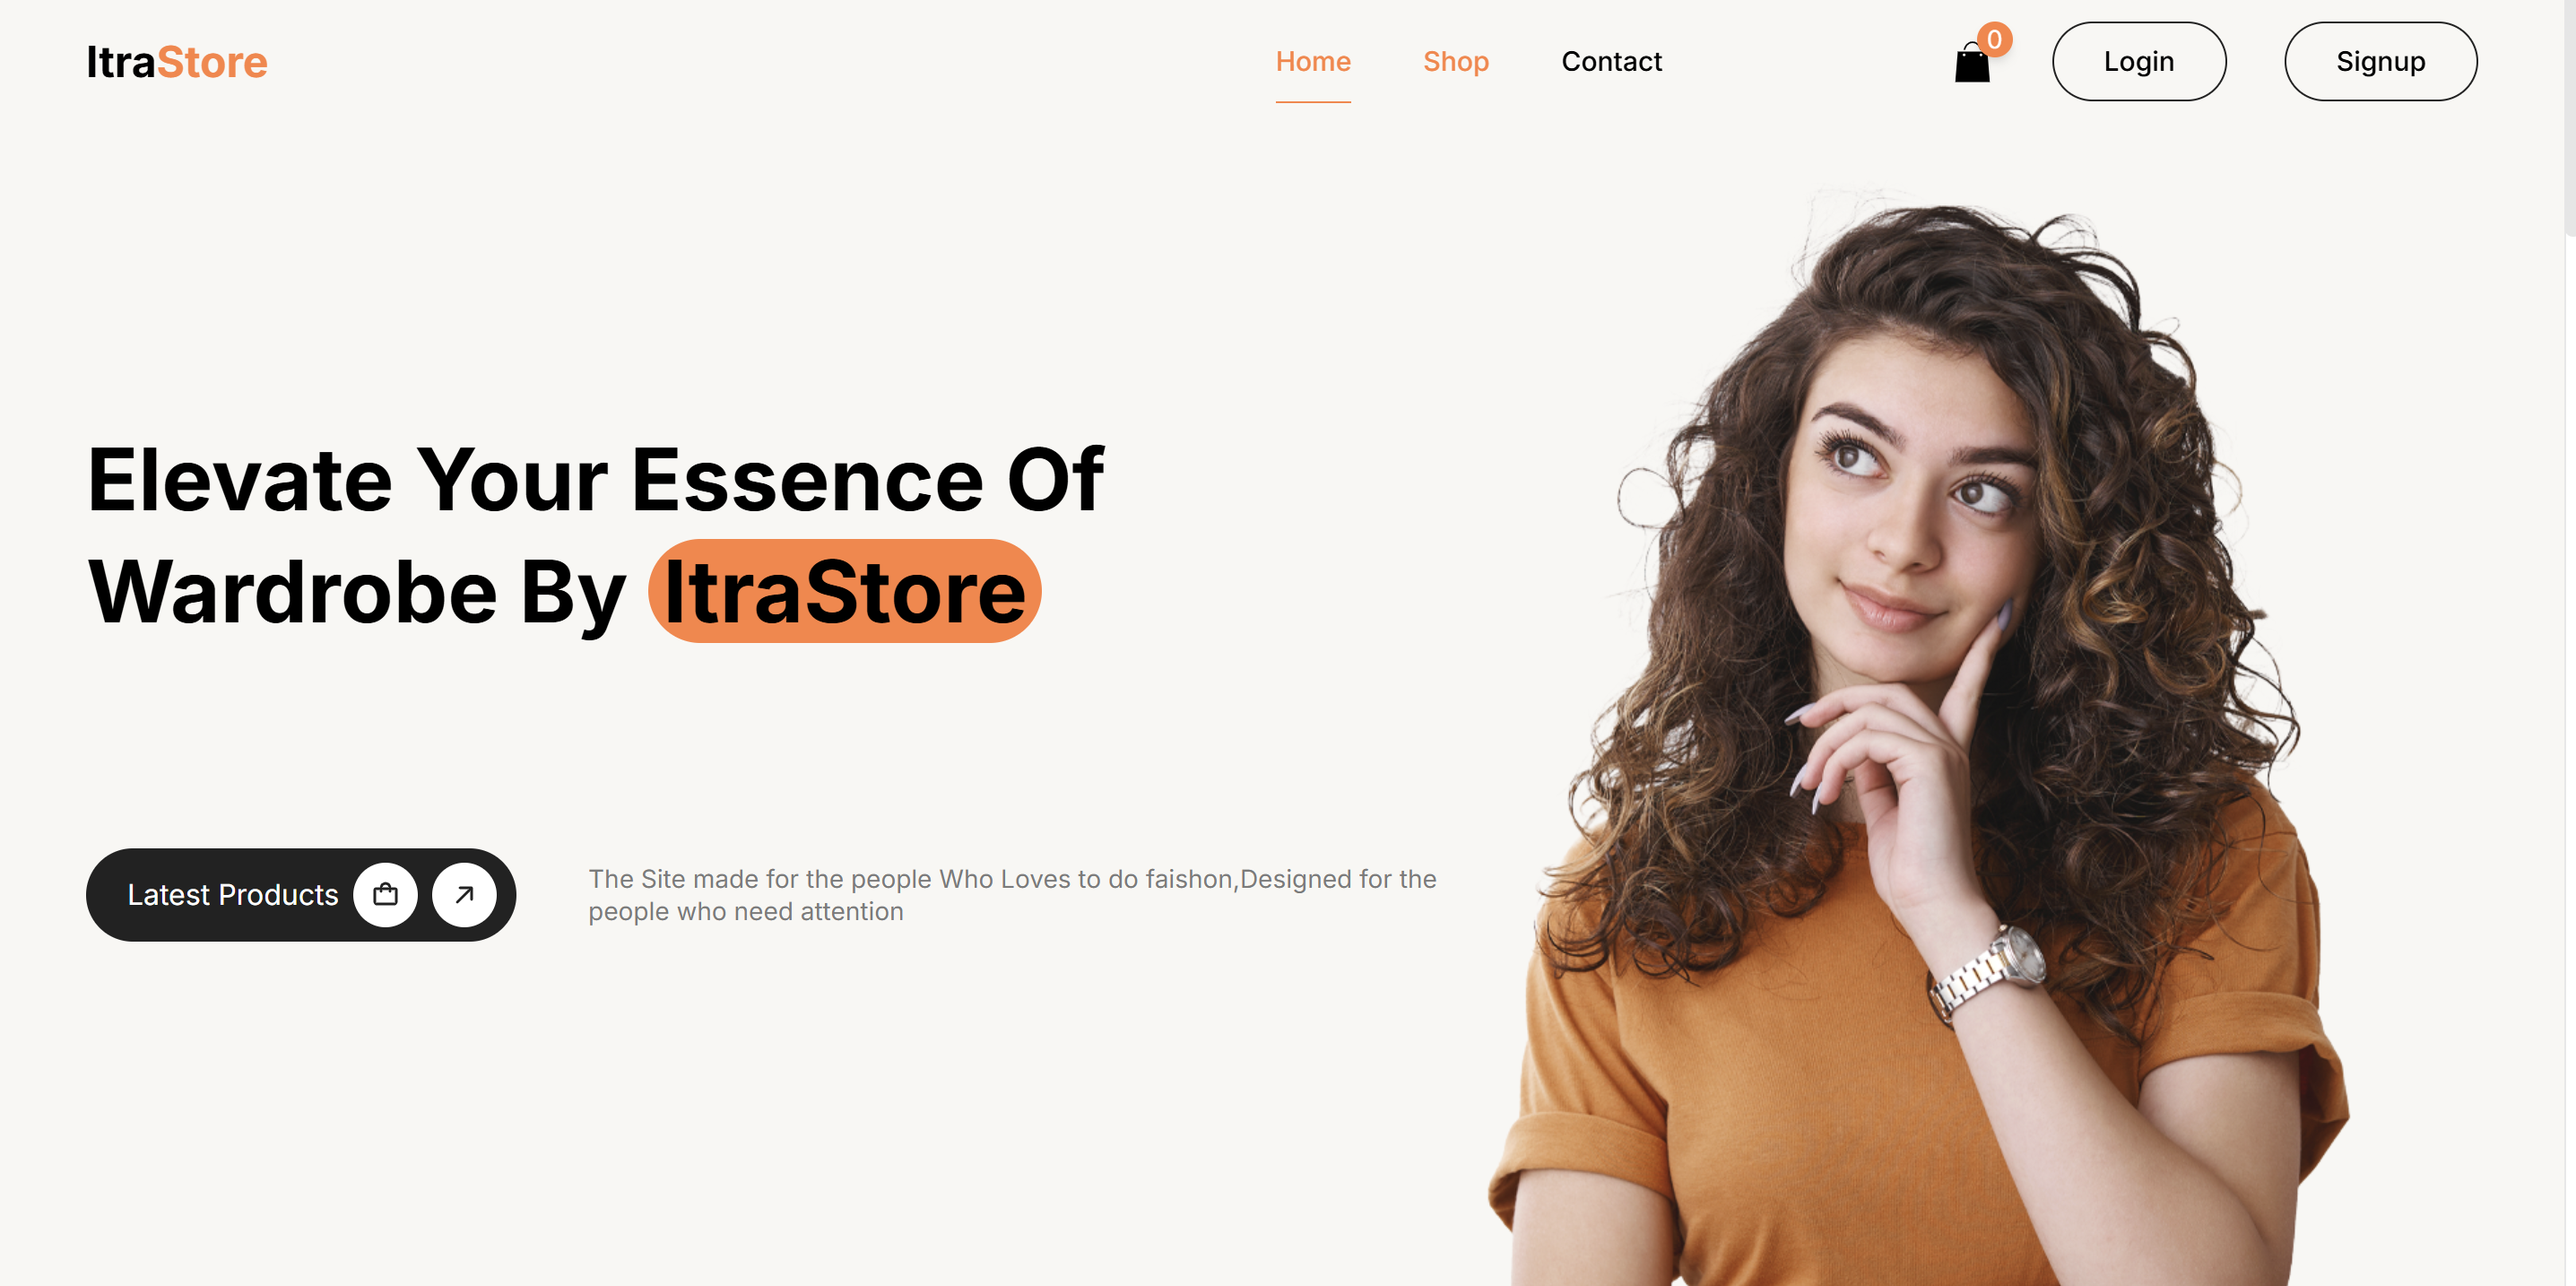 ItraStore
Home
Shop
Contact
0
Login
Signup
Elevate Your Essence Of
Wardrobe By ItraStore
Latest Products
The Site made for the people Who Loves to do faishon,Designed for the
people who need attention